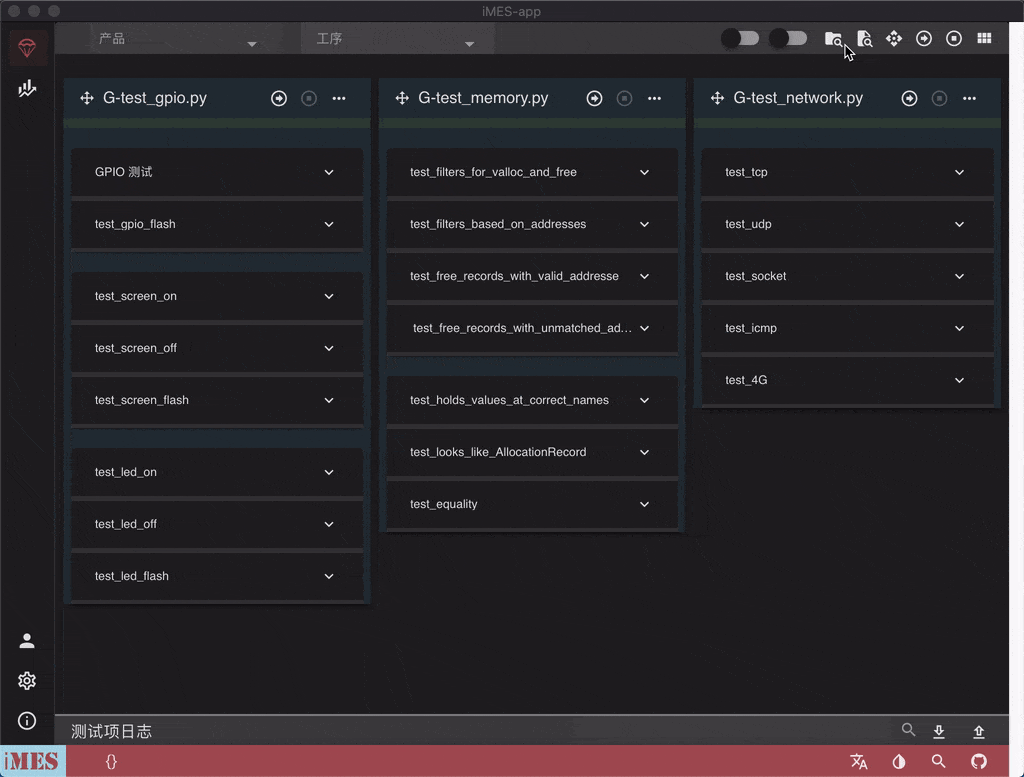 iMES-app
产品
工序
G-test_gpio.py
GPIO 测试
test_gpio_flash
test_screen_on
test_screen_off
test_screen_flash
test_led_on
test_led_off
test_led_flash
G-test_memory.py
test_filters_for_valloc_and_free
test_filters_based_on_addresses
test_free_records_with_valid_addresse
test_free_records_with_unmatched_ad...
test_holds_values_at_correct_names
test_looks_like_AllocationRecord
test_equality
G-test_network.py
test_tcp
test_udp
test_socket
test_icmp
test_4G
测试项日志
iMES
{}